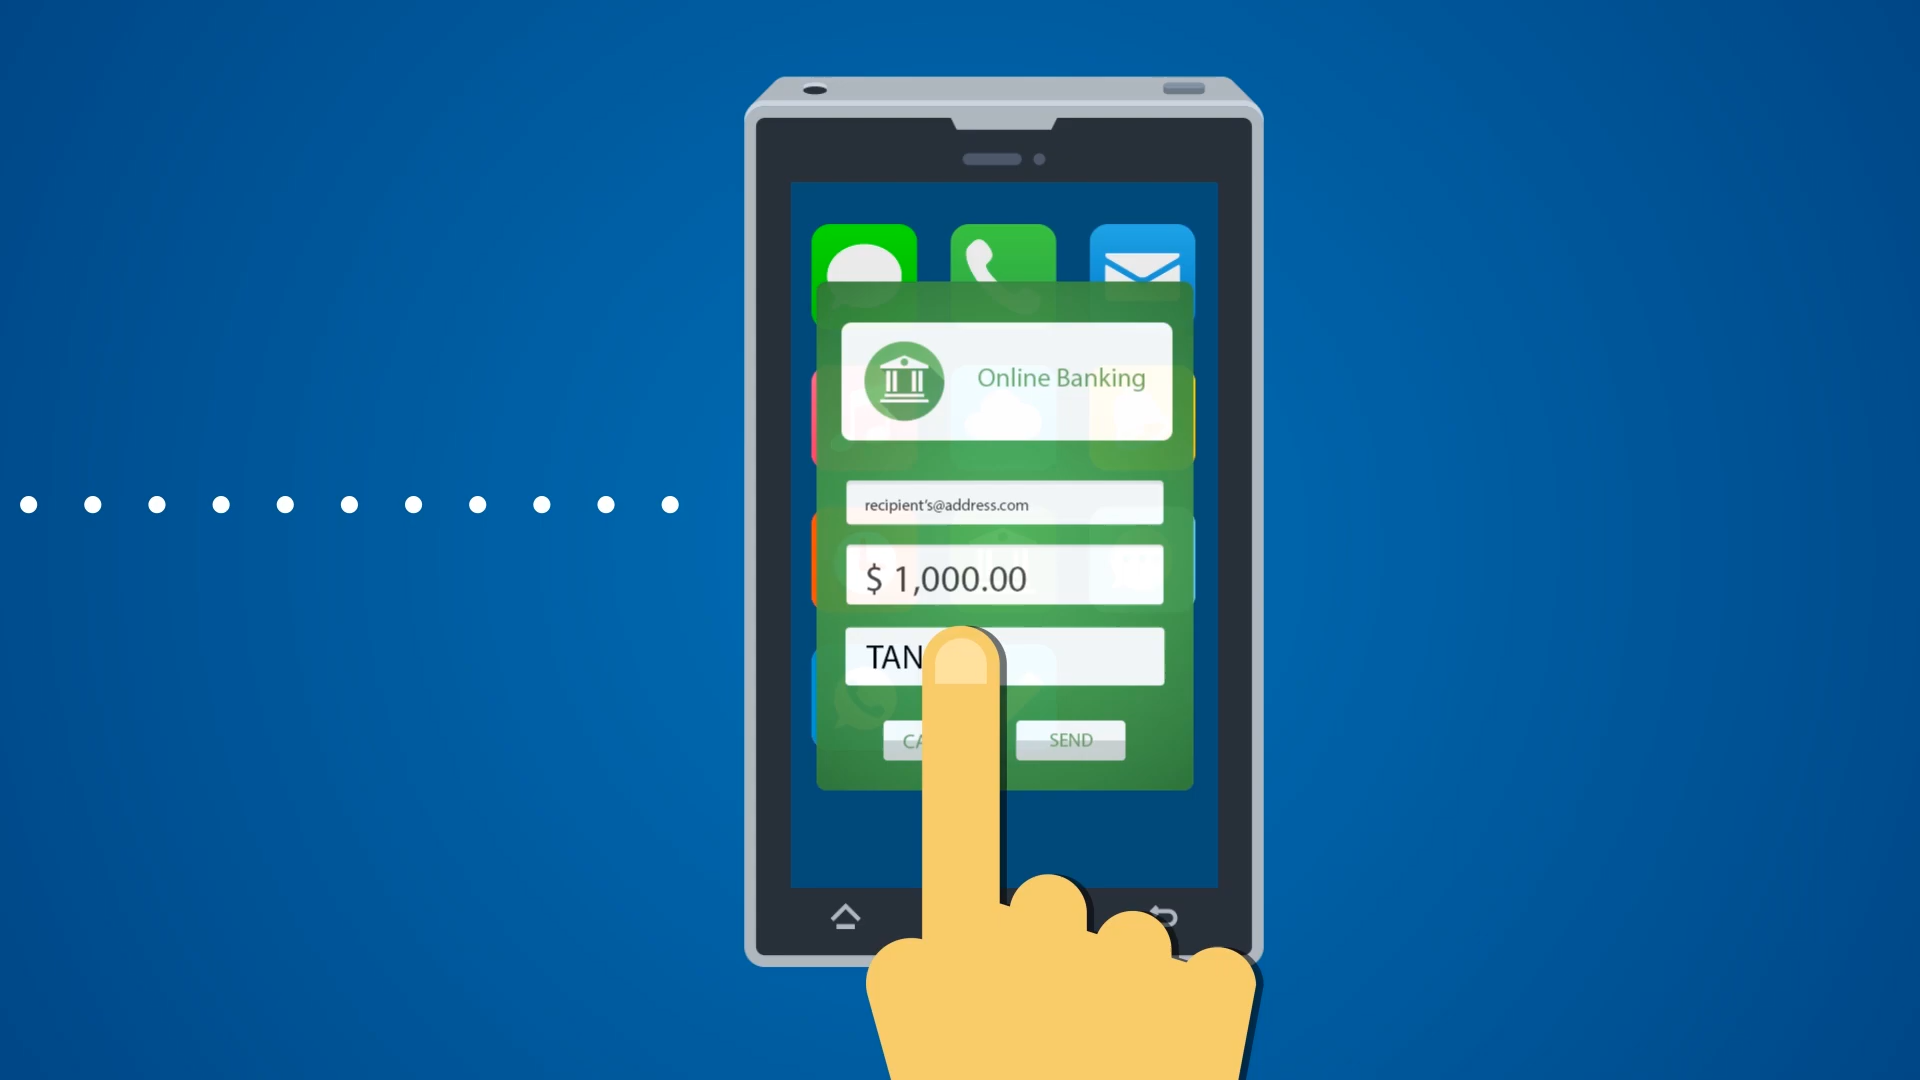 Online Banking
recipient's@address.com
$ 1,000.00
TAN
SEND